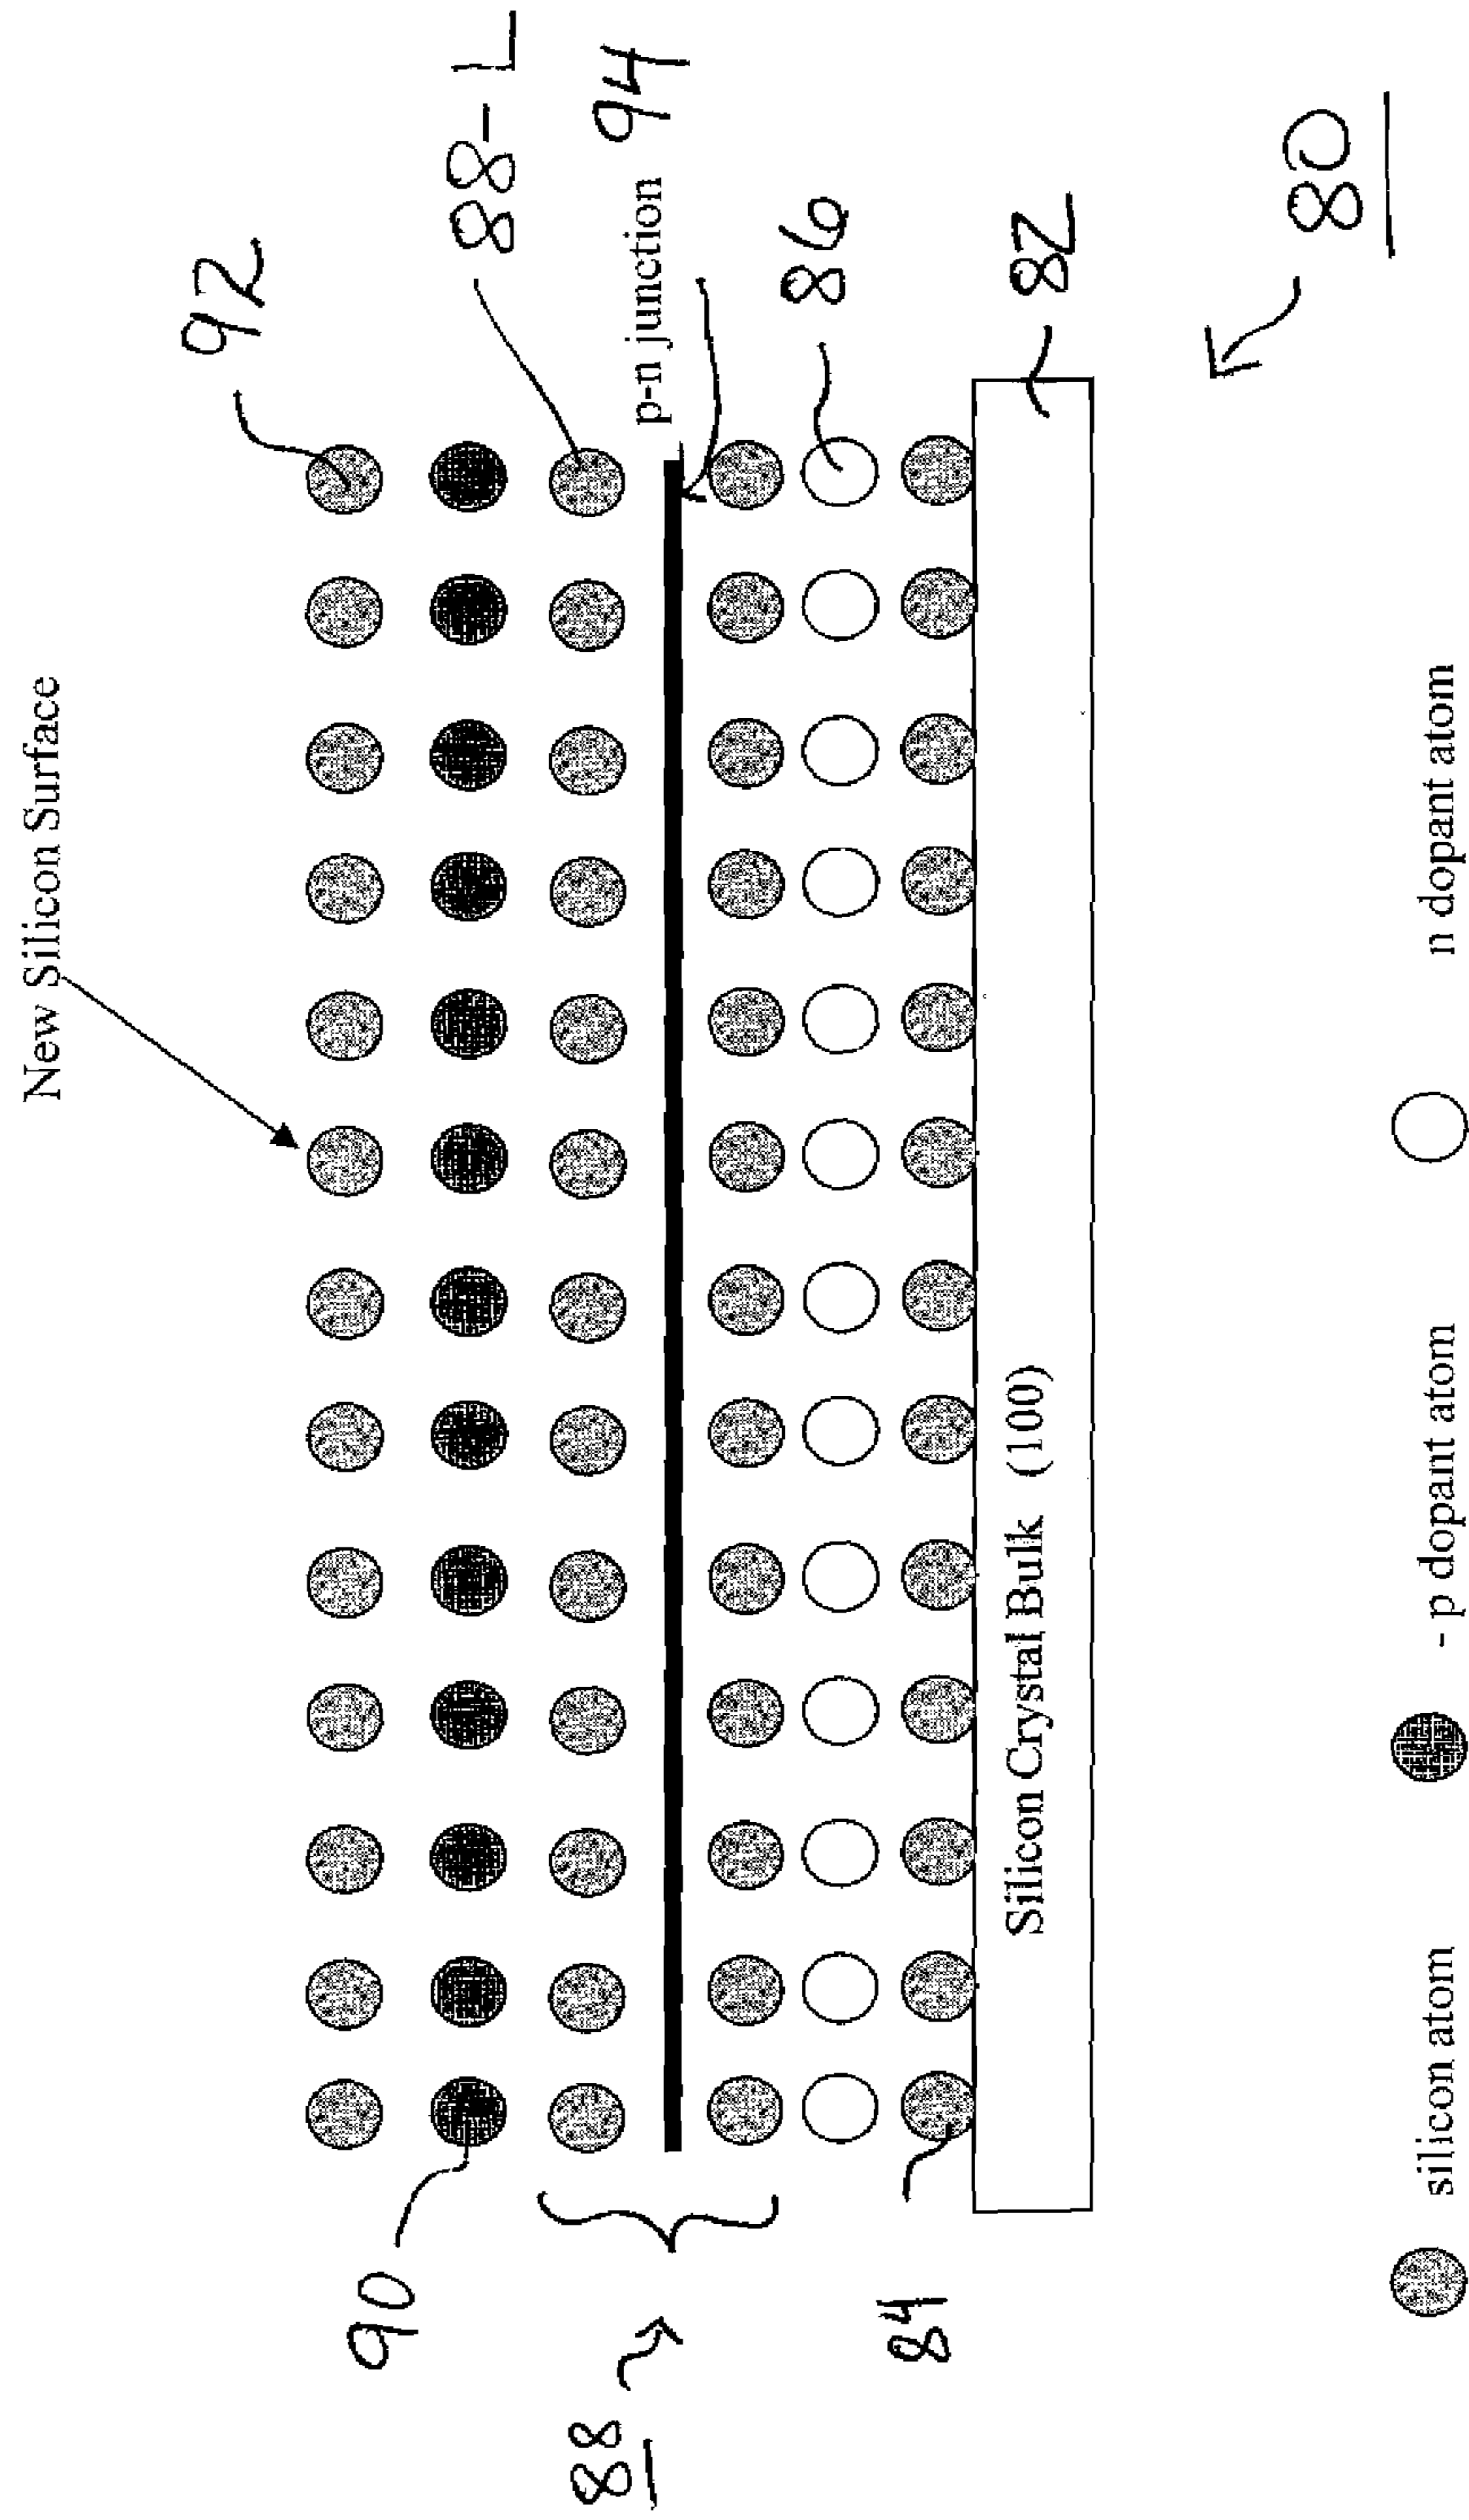 New Silicon Surface
92
88-L
p-n junction
94
86
82
80
90
88
84
Silicon Crystal Bulk (100)
silicon atom
- p dopant atom
n dopant atom